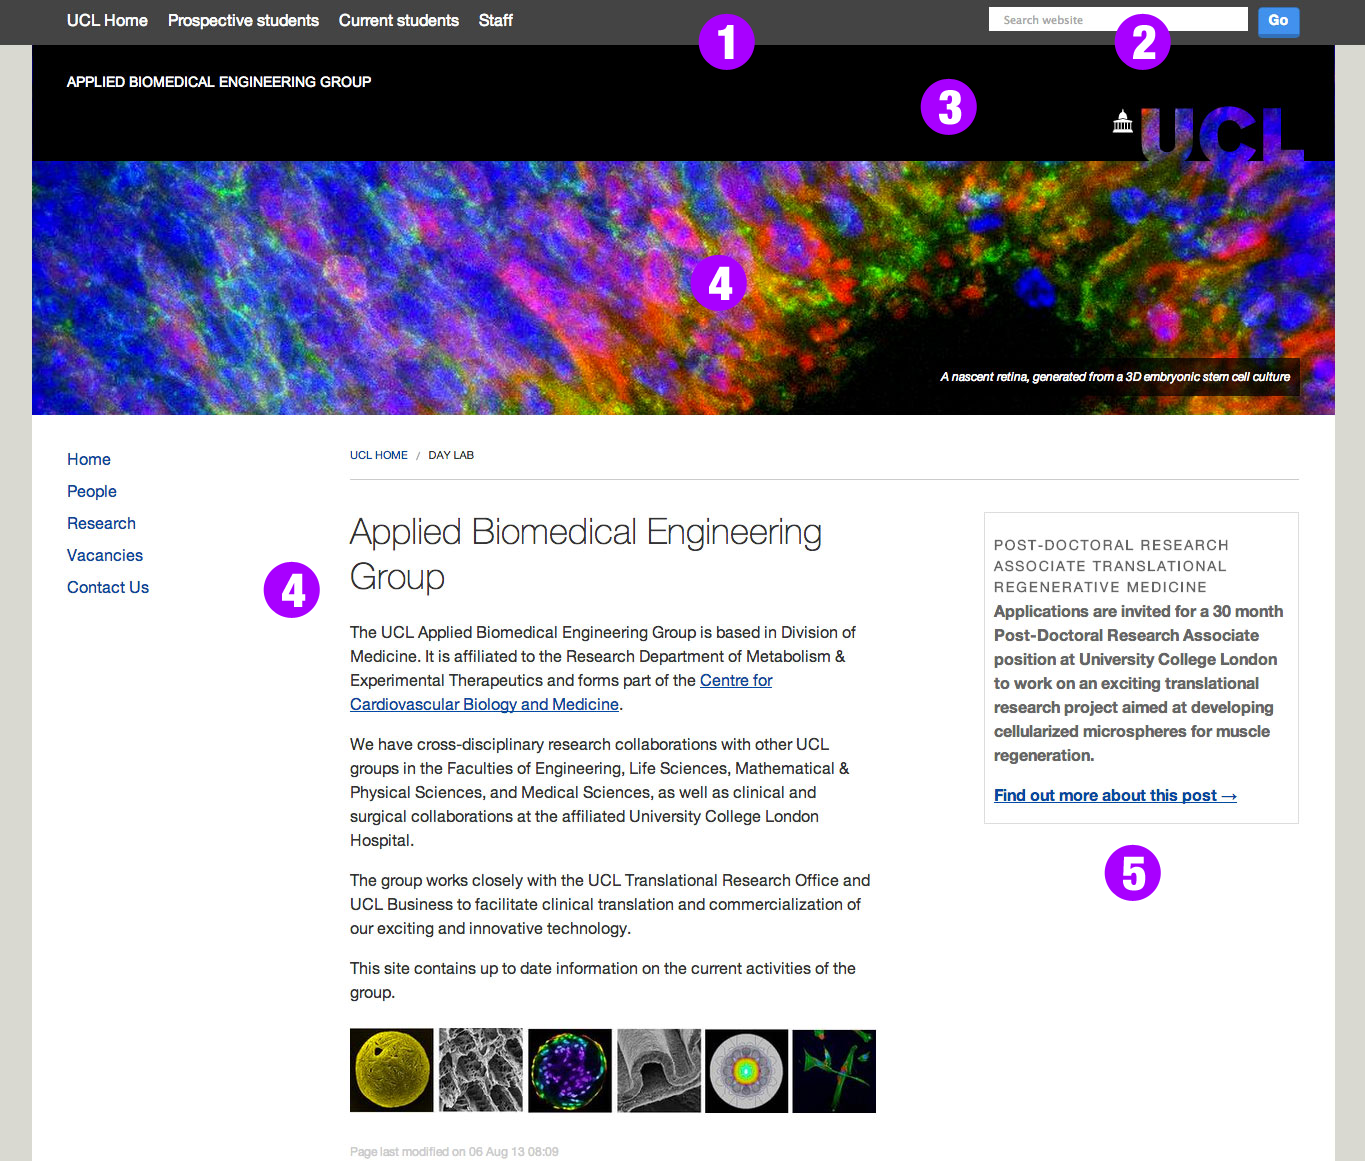 UCL Home Prospective students Current students Staff
Search website Go
1
2
APPLIED BIOMEDICAL ENGINEERING GROUP
3
UCL
4
A nascent retina, generated from a 3D embryonic stem cell culture
Home
People
Research
Vacancies
Contact Us
4
UCL HOME / DAY LAB
Applied Biomedical Engineering
Group
The UCL Applied Biomedical Engineering Group is based in Division of
Medicine. It is affiliated to the Research Department of Metabolism &
Experimental Therapeutics and forms part of the Centre for
Cardiovascular Biology and Medicine.
We have cross-disciplinary research collaborations with other UCL
groups in the Faculties of Engineering, Life Sciences, Mathematical &
Physical Sciences, and Medical Sciences, as well as clinical and
surgical collaborations at the affiliated University College London
Hospital.
The group works closely with the UCL Translational Research Office and
UCL Business to facilitate clinical translation and commercialization of
our exciting and innovative technology.
This site contains up to date information on the current activities of the
group.
Page last modified on 06 Aug 13 08:09
POST-DOCTORAL RESEARCH
ASSOCIATE TRANSLATIONAL
REGENERATIVE MEDICINE
Applications are invited for a 30 month
Post-Doctoral Research Associate
position at University College London
to work on an exciting translational
research project aimed at developing
cellularized microspheres for muscle
regeneration.
Find out more about this post →
5